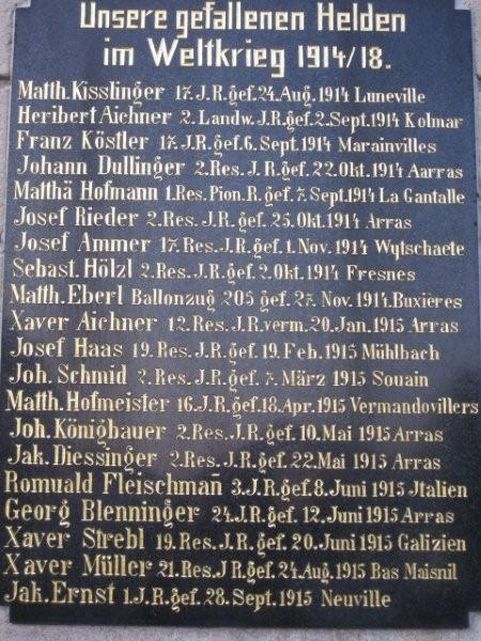 Unsere gefallenen Helden
im Weltkrieg 1914/18.
Matth. Kisslinger 17. J.R. gef. 24. Aug. 1914 Luneville
Heribert Aichner 2. Landw. J.R. gef. 2. Sept. 1914 Kolmar
Franz Köstler 17. J.R. gef. 6. Sept. 1914 Marainvilles
Johann Dullinger 2. Res. J.R. gef. 22. Okt. 1914 Aarras
Matthä Hofmann 1. Res. Pion. R. gef. 7. Sept. 1914 La Gantalle
Josef Rieder 2. Res. J.R. gef. 25. Okt. 1914 Arras
Josef Ammer 17. Res. J.R. gef. 1. Nov. 1914 Wytschaete
Sebast. Hölzl 2. Res. J.R. gef. 2. Okt. 1914 Fresnes
Matth. Eberl Ballonzug 205 gef. 27. Nov. 1914. Buxieres
Xaver Aichner 12. Res. J.R. verm. 20. Jan. 1915 Arras
Josef Haas 19. Res. J.R. gef. 19. Feb. 1915 Mühlbach
Joh. Schmid 2. Res. J.R. gef. 7. März 1915 Souain
Matth. Hofmeister 16. J.R. gef. 18. Apr. 1915 Vermandovillers
Joh. Königbauer 2. Res. J.R. gef. 10. Mai 1915 Arras
Jak. Diessinger 2. Res. J.R. gef. 22. Mai 1915 Arras
Romuald Fleischmañ 3. J.R. gef. 8. Juni 1915 Jtalien
Georg Blenninger 24. J.R. gef. 12. Juni 1915 Arras
Xaver Strebl 19. Res. J.R. gef. 20. Juni 1915 Galizien
Xaver Müller 21. Res. J.R. gef. 24. Aug. 1915 Bas Maisnil
Jak. Ernst 1. J.R. gef. 28. Sept. 1915 Neuville